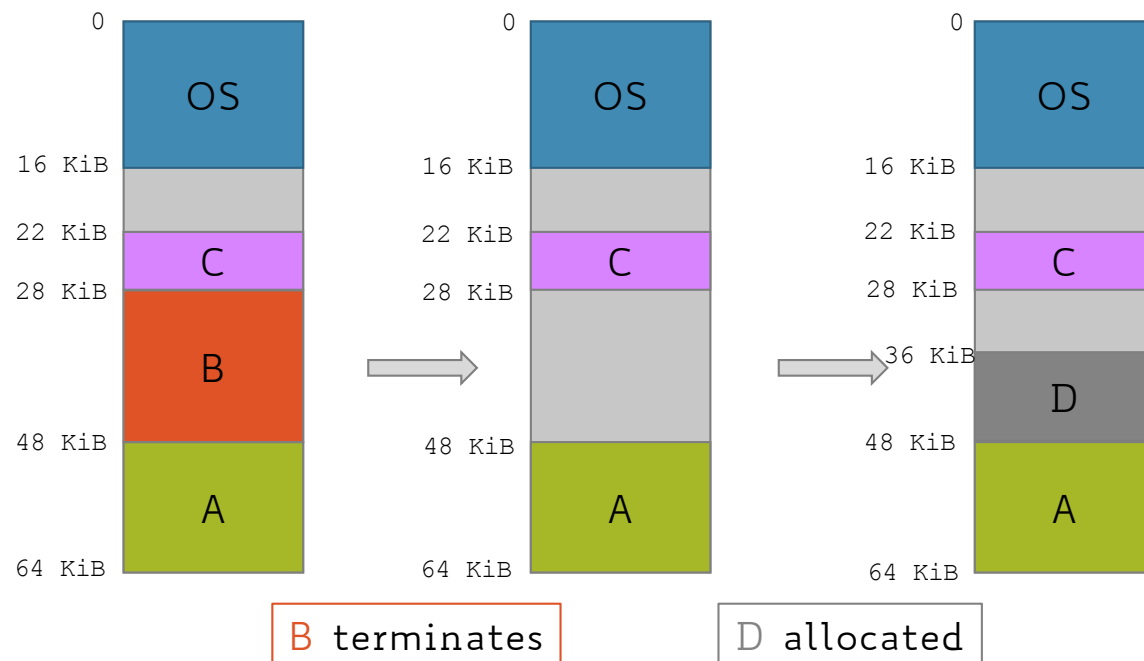 0
OS
16 KiB
22 KiB
C
28 KiB
B
48 KiB
A
64 KiB
0
OS
16 KiB
22 KiB
C
28 KiB
48 KiB
A
64 KiB
0
OS
16 KiB
22 KiB
C
28 KiB
36 KiB
D
48 KiB
A
64 KiB
B terminates
D allocated